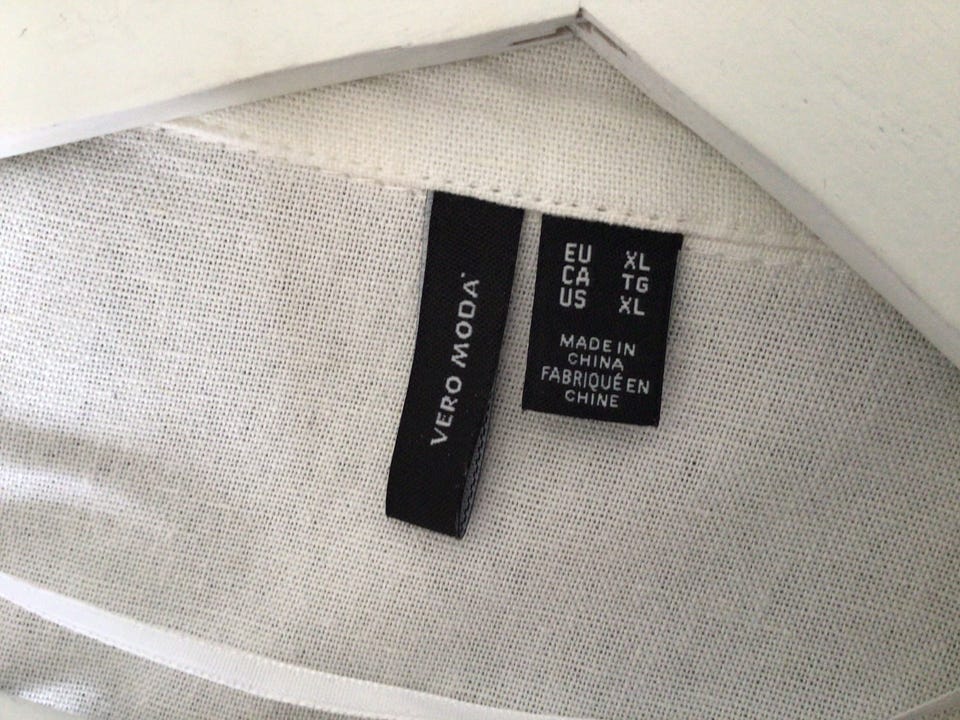 VERO MODA
EU XL
CA TG
US XL
MADE IN
CHINA
FABRIQUÉ EN
CHINE